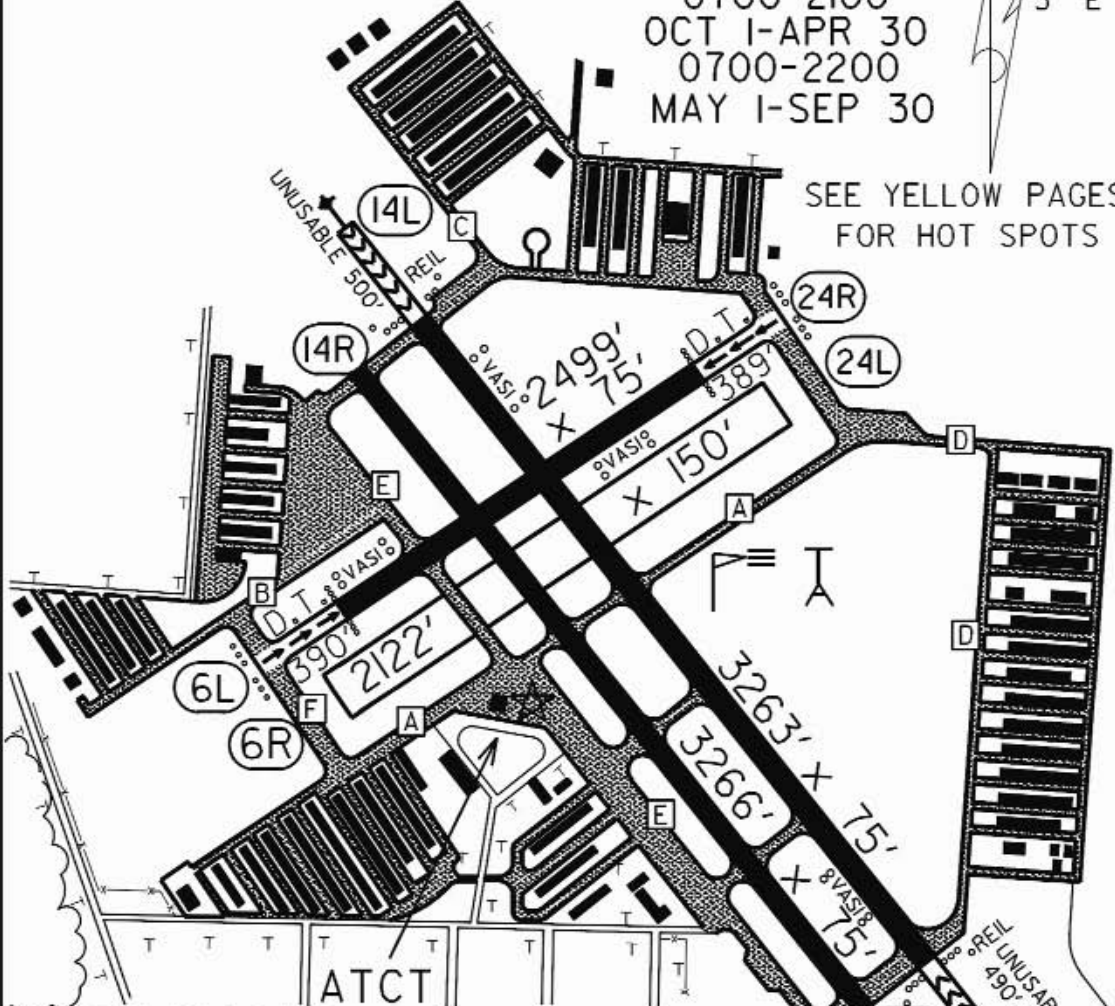 OCT 1-APR 30
0700-2200
MAY 1-SEP 30
S E
SEE YELLOW PAGES
FOR HOT SPOTS
14L
UNUSABLE 500'
REIL
C
14R
VASI
2499'
X 75'
24R
D.T.
389'
24L
VASI
X 150'
D
E
A
B
VASI
D.T.
390'
2122'
6L
F
A
6R
D
3263' X 75'
3266'
X 75'
E
VASI
REIL
490'
ATCT